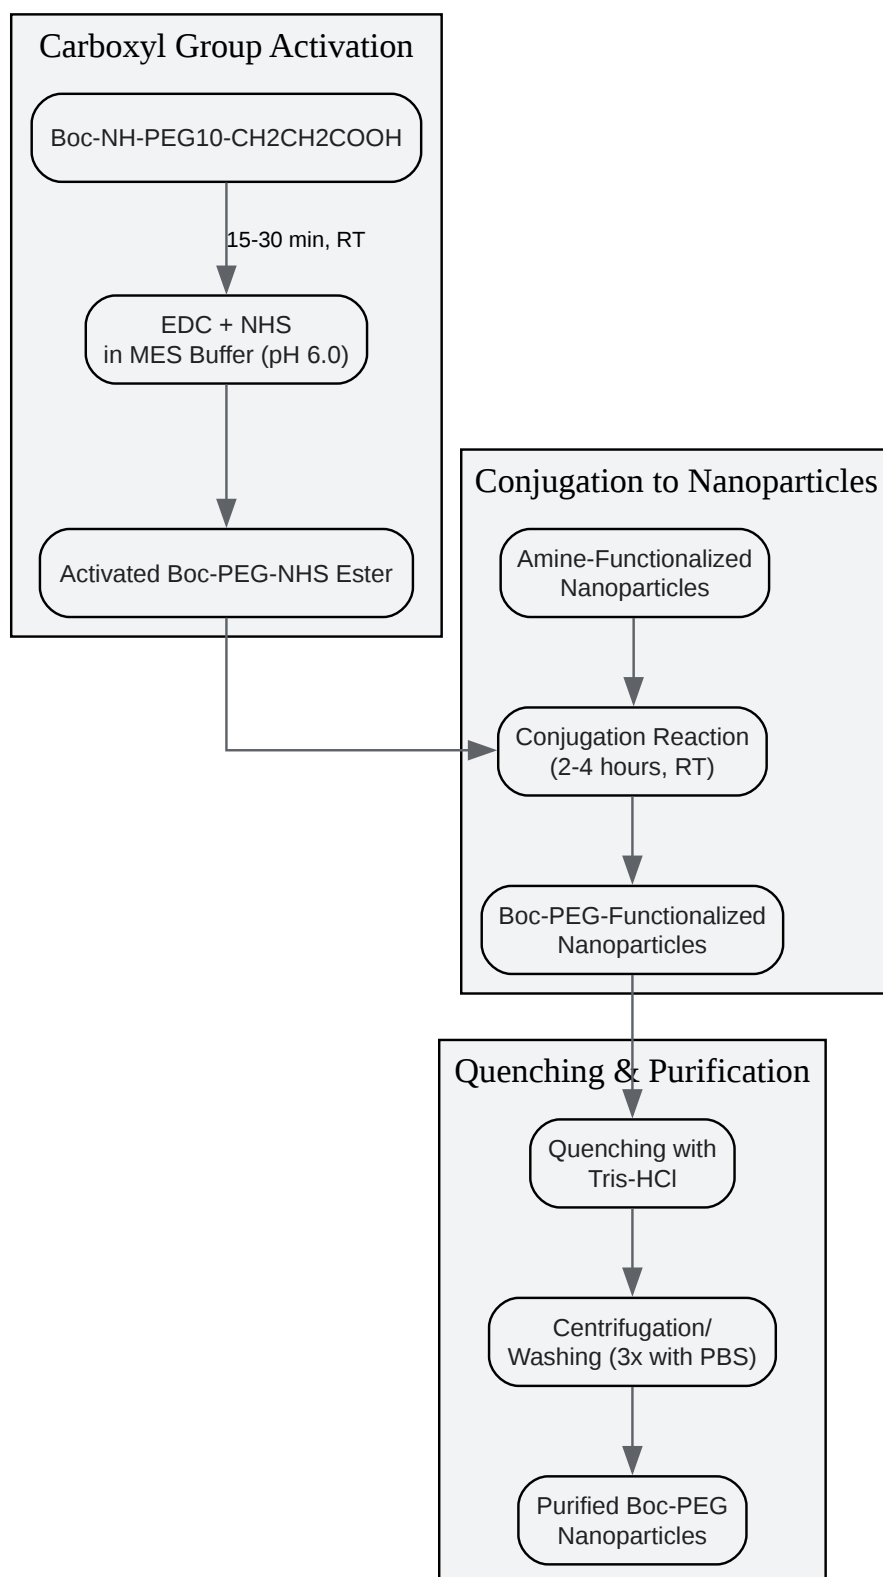 Carboxyl Group Activation
Boc-NH-PEG10-CH2CH2COOH
15-30 min, RT
EDC + NHS
in MES Buffer (pH 6.0)
Activated Boc-PEG-NHS Ester
Conjugation to Nanoparticles
Amine-Functionalized
Nanoparticles
Conjugation Reaction
(2-4 hours, RT)
Boc-PEG-Functionalized
Nanoparticles
Quenching & Purification
Quenching with
Tris-HCl
Centrifugation/
Washing (3x with PBS)
Purified Boc-PEG
Nanoparticles